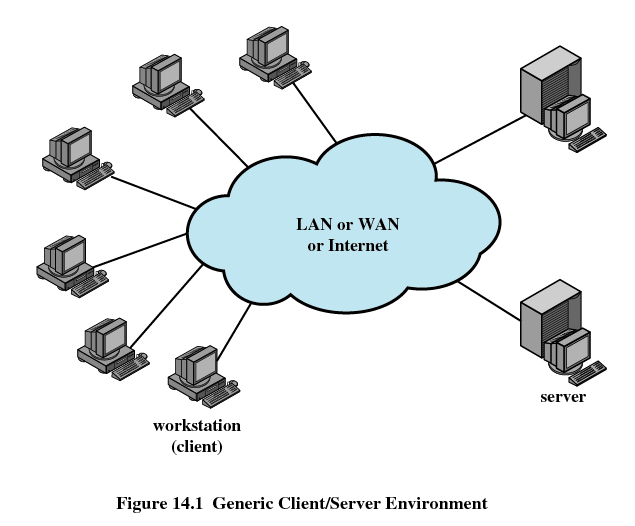 LAN or WAN
or Internet
server
workstation
(client)
Figure 14.1  Generic Client/Server Environment